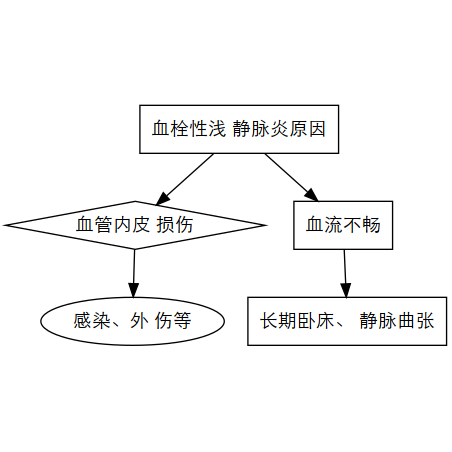 血栓性浅 静脉炎原因
血管内皮 损伤
血流不畅
感染、外 伤等
长期卧床、 静脉曲张